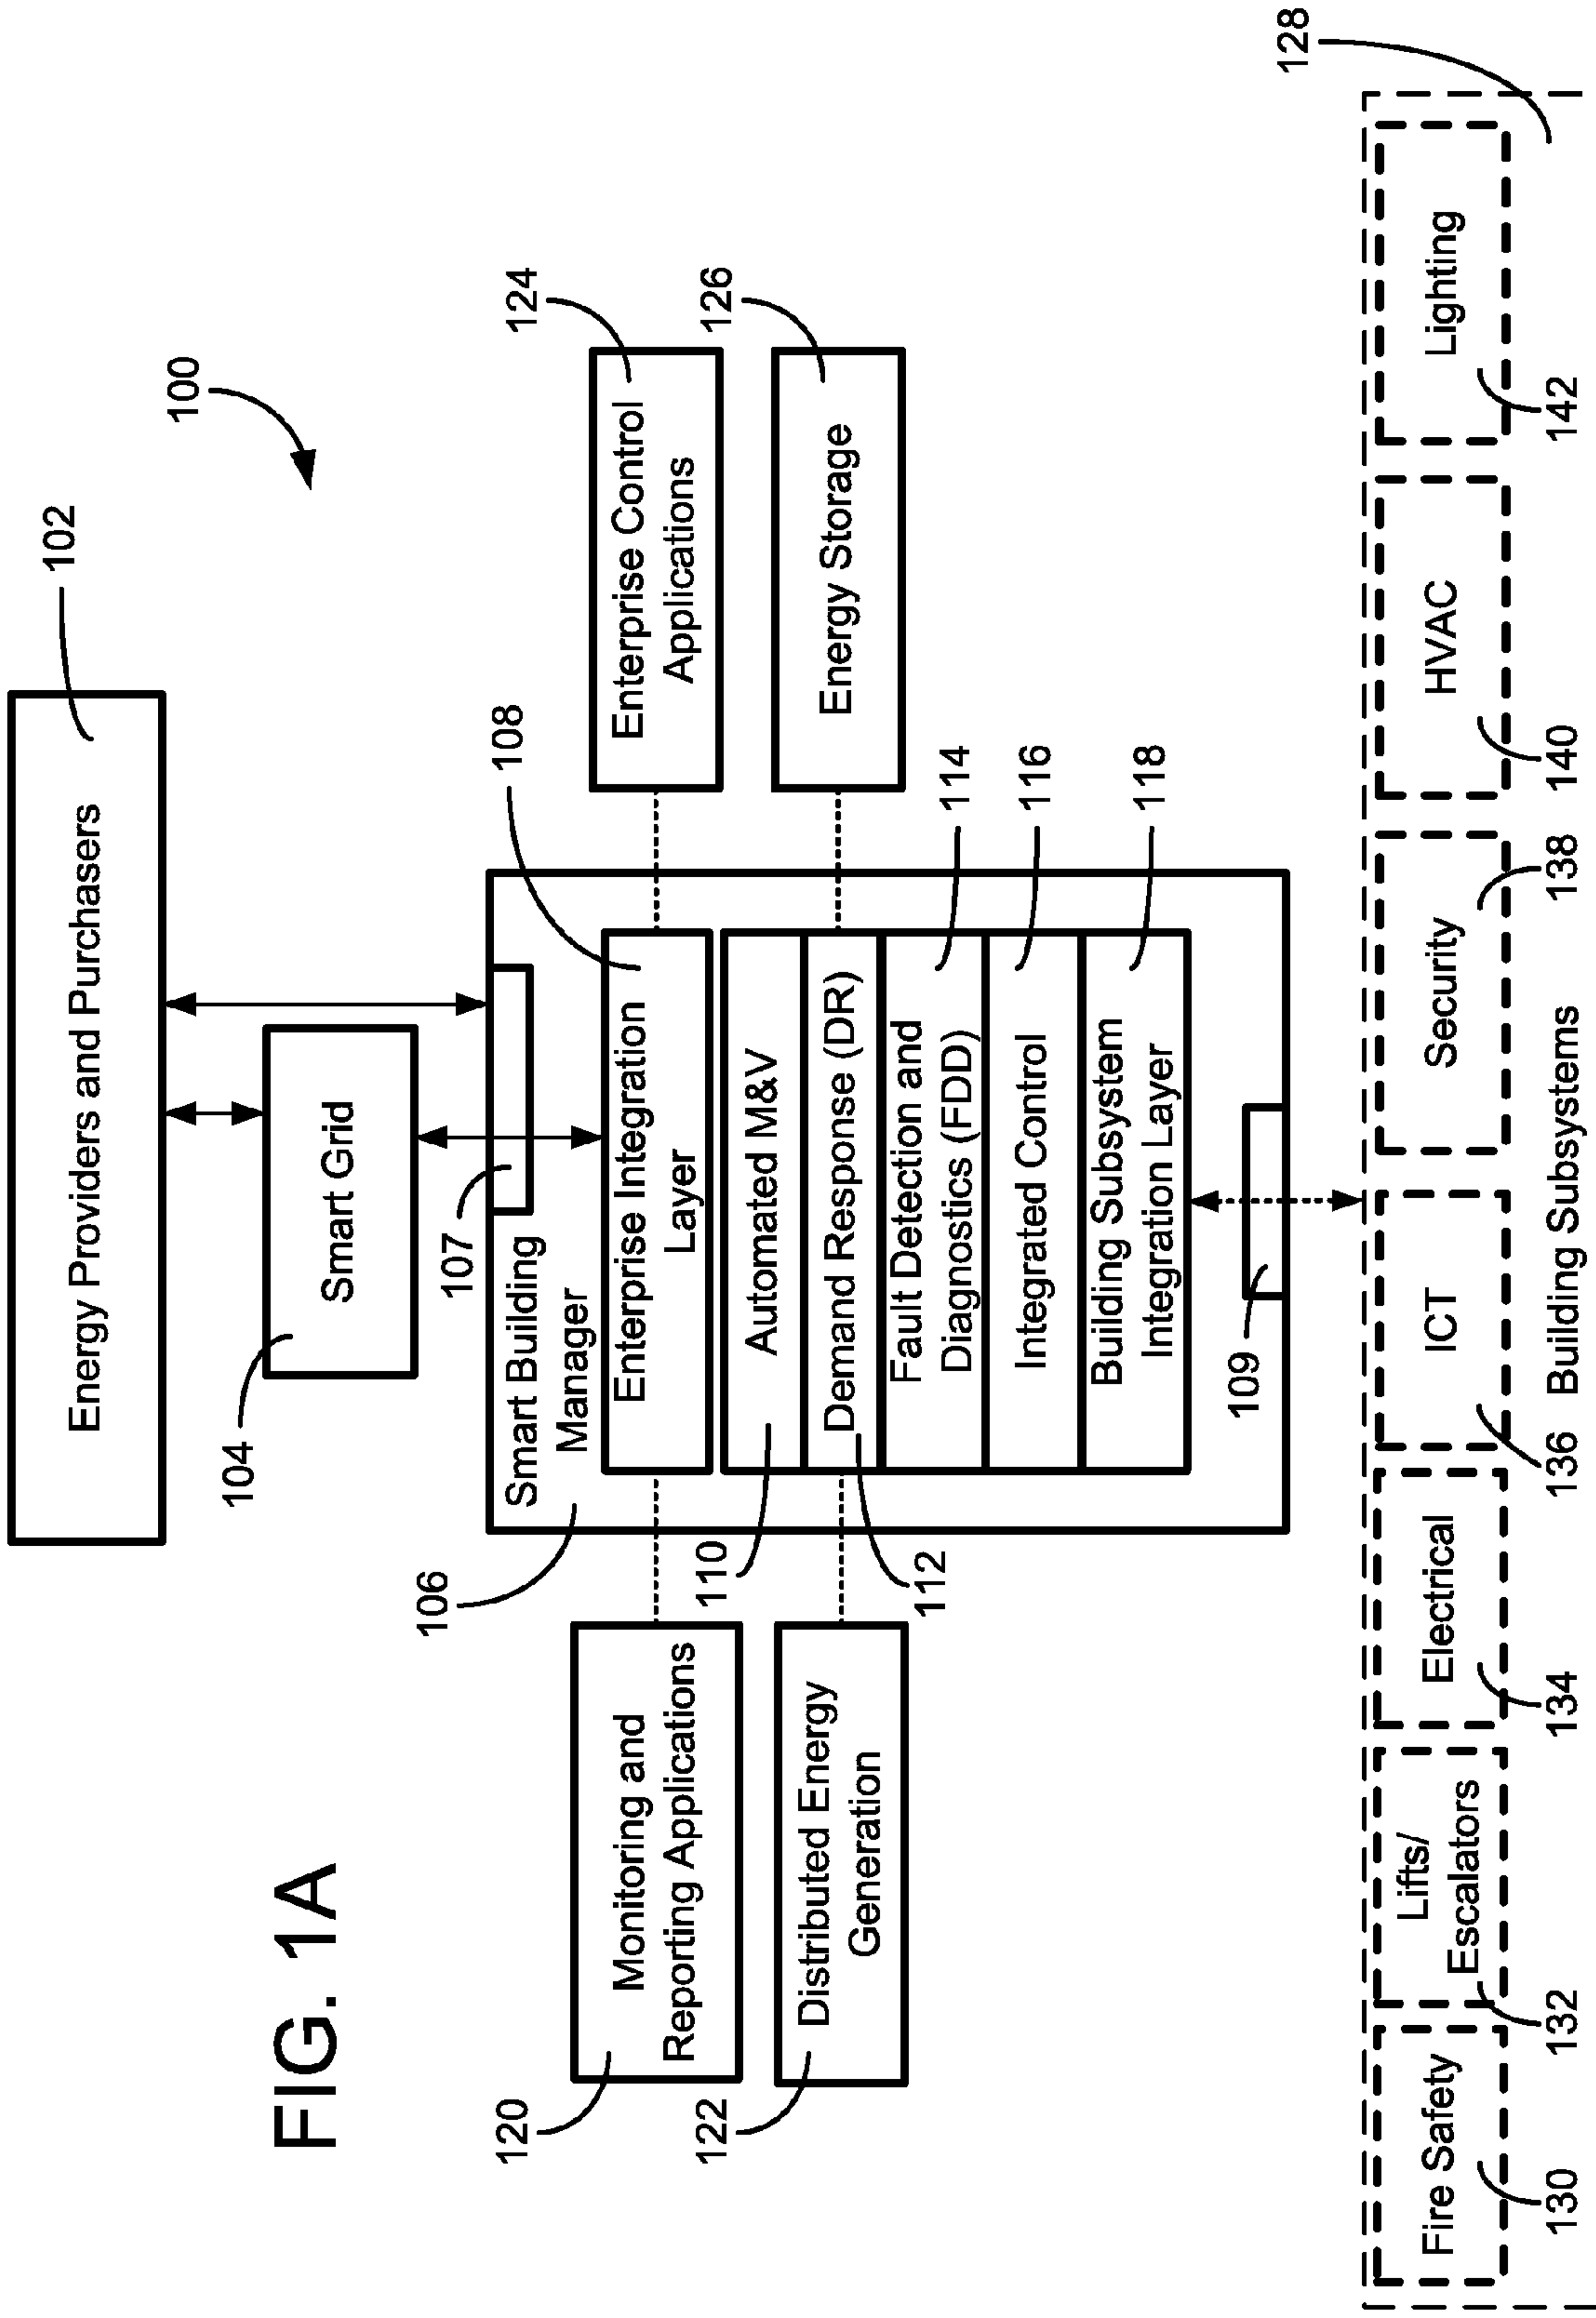 FIG. 1A
100
Energy Providers and Purchasers
102
104
Smart Grid
107
106
Smart Building
Manager
108
Enterprise Integration
Layer
120
Monitoring and
Reporting Applications
124
Enterprise Control
Applications
110
Automated M&V
112
Demand Response (DR)
122
Distributed Energy
Generation
126
Energy Storage
Fault Detection and
Diagnostics (FDD)
114
Integrated Control
116
Building Subsystem
Integration Layer
118
109
128
Fire Safety
Lifts/
Escalators
Electrical
ICT
Security
HVAC
Lighting
130
132
134
136
Building Subsystems
138
140
142